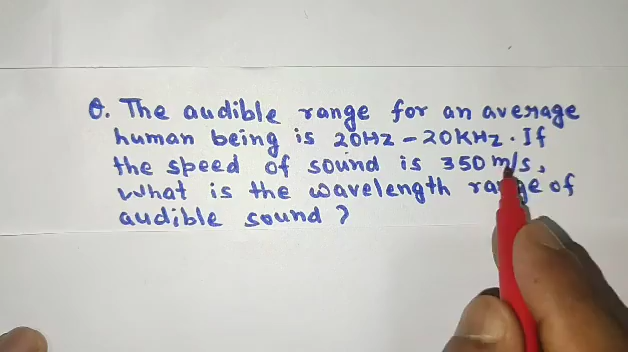 Q. The audible range for an average
human being is 20Hz - 20KHz. If
the speed of sound is 350 m/s,
What is the wavelength range of
audible sound ?